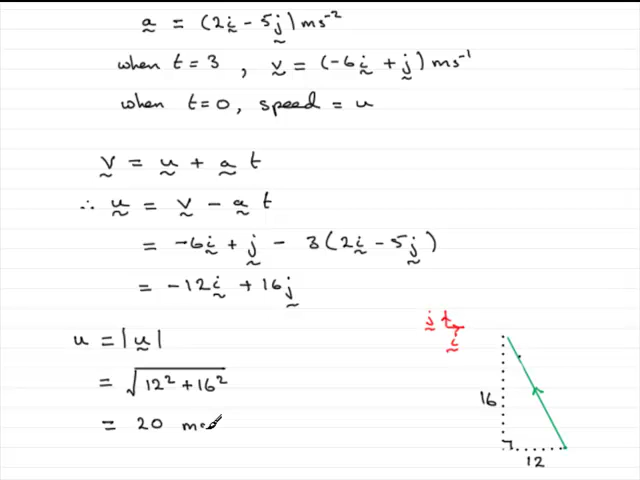 a = (2i - 5j) ms⁻²
when t = 3 , v = (-6i + j) ms⁻¹
when t=0, speed = u
v = u + a t
∴ u = v - a t
= -6i + j - 3(2i - 5j)
= -12i + 16j
u = |u|
= √12² + 16²
= 20 m
j
i
16
12